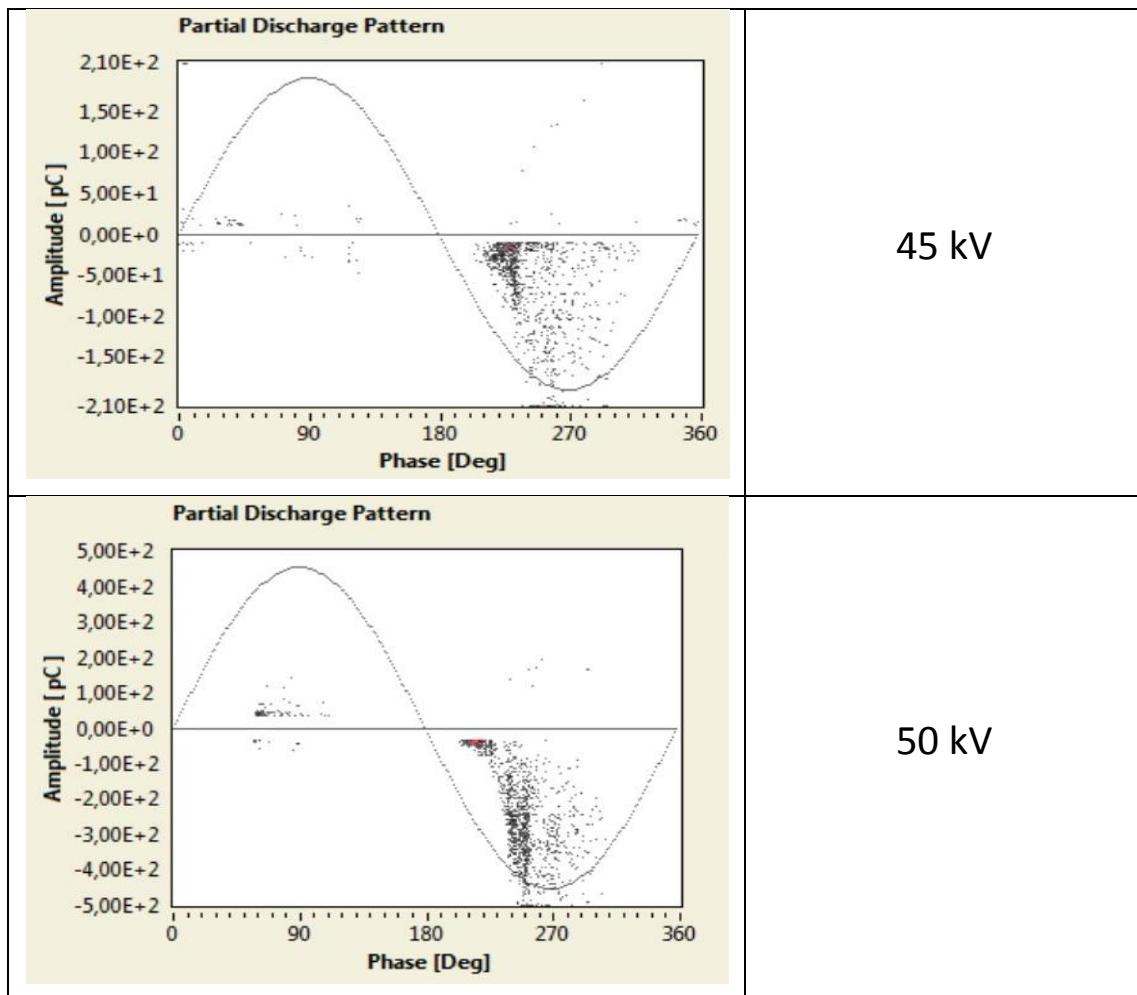 Partial Discharge Pattern
2,10E+2
1,50E+2
1,00E+2
5,00E+1
0,00E+0
-5,00E+1
-1,00E+2
-1,50E+2
-2,10E+2
Amplitude [pC]
0 90 180 270 360
Phase [Deg]
45 kV
Partial Discharge Pattern
5,00E+2
4,00E+2
3,00E+2
2,00E+2
1,00E+2
0,00E+0
-1,00E+2
-2,00E+2
-3,00E+2
-4,00E+2
-5,00E+2
Amplitude [pC]
0 90 180 270 360
Phase [Deg]
50 kV